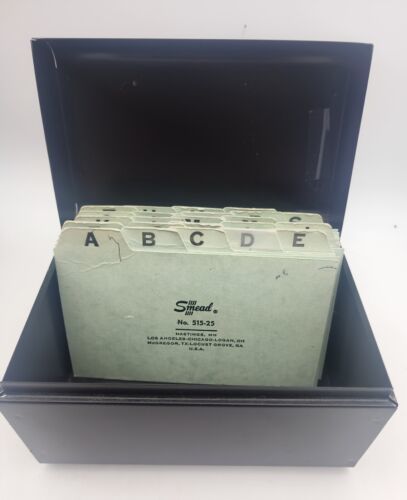 A B C D E
Smead®
No. 515-25
HASTINGS, MN
LOS ANGELES-CHICAGO-LOGAN, OH
McGREGOR, TX-LOCUST GROVE, GA
U.S.A.